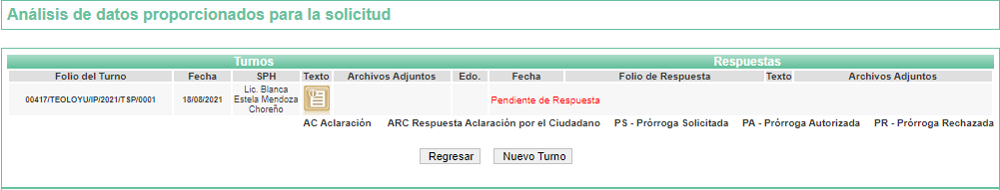 Análisis de datos proporcionados para la solicitud
Turnos Respuestas
Folio del Turno Fecha SPH Texto Archivos Adjuntos Edo. Fecha Folio de Respuesta Texto Archivos Adjuntos
00417/TEOLOYU/IP/2021/TSP/0001 18/08/2021 Lic. Blanca
Estela Mendoza
Choreño
Pendiente de Respuesta
AC Aclaración ARC Respuesta Aclaración por el Ciudadano PS - Prórroga Solicitada PA - Prórroga Autorizada PR - Prórroga Rechazada
Regresar Nuevo Turno